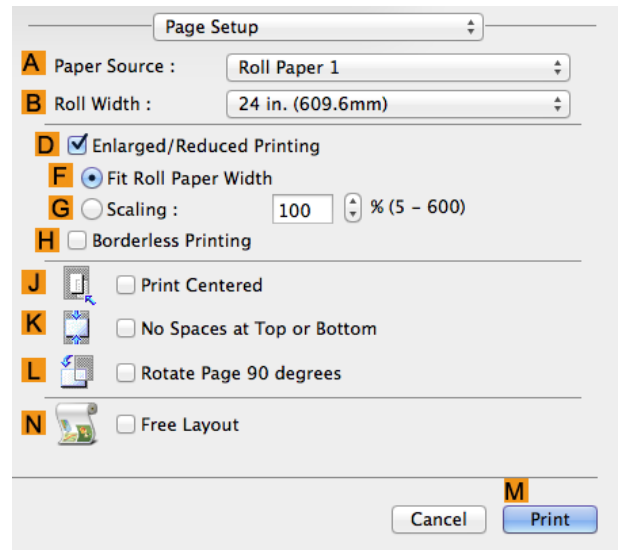 Page Setup
A Paper Source : Roll Paper 1
B Roll Width : 24 in. (609.6mm)
D Enlarged/Reduced Printing
F Fit Roll Paper Width
G Scaling : 100 % (5 – 600)
H Borderless Printing
J Print Centered
K No Spaces at Top or Bottom
L Rotate Page 90 degrees
N Free Layout
M
Cancel Print